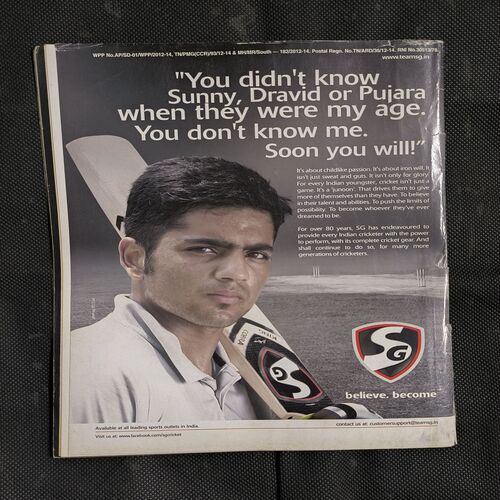 WPP No.AP/SD-61/WPP/2012-14, TN/PMG(CCR)/93/12-14 & MH/MR/South — 182/2012-14. Postal Regn. No.TN/ARD/36/12-14. RNI No.
www.teamsg.in
"You didn't know
Sunny, Dravid or Pujara
when they were my age.
You don't know me.
Soon you will!"
It's about childlike passion. It's about iron will. It
isn't just sweat and guts. It isn't only for glory.
For every Indian youngster, cricket isn't just a
game. It's a 'junoon'. That drives them to give
more of themselves than they have. To believe
in their talent and abilities. To push the limits of
possibility. To become whoever they've ever
dreamed to be.
For over 80 years, SG has endeavoured to
provide every Indian cricketer with the power
to perform, with its complete cricket gear. And
shall continue to do so, for many more
generations of cricketers.
SG
SG
believe. become
Available at all leading sports outlets in India.
contact us at: customersupport@teamsg.in
Visit us at: www.facebook.com/sgcricket